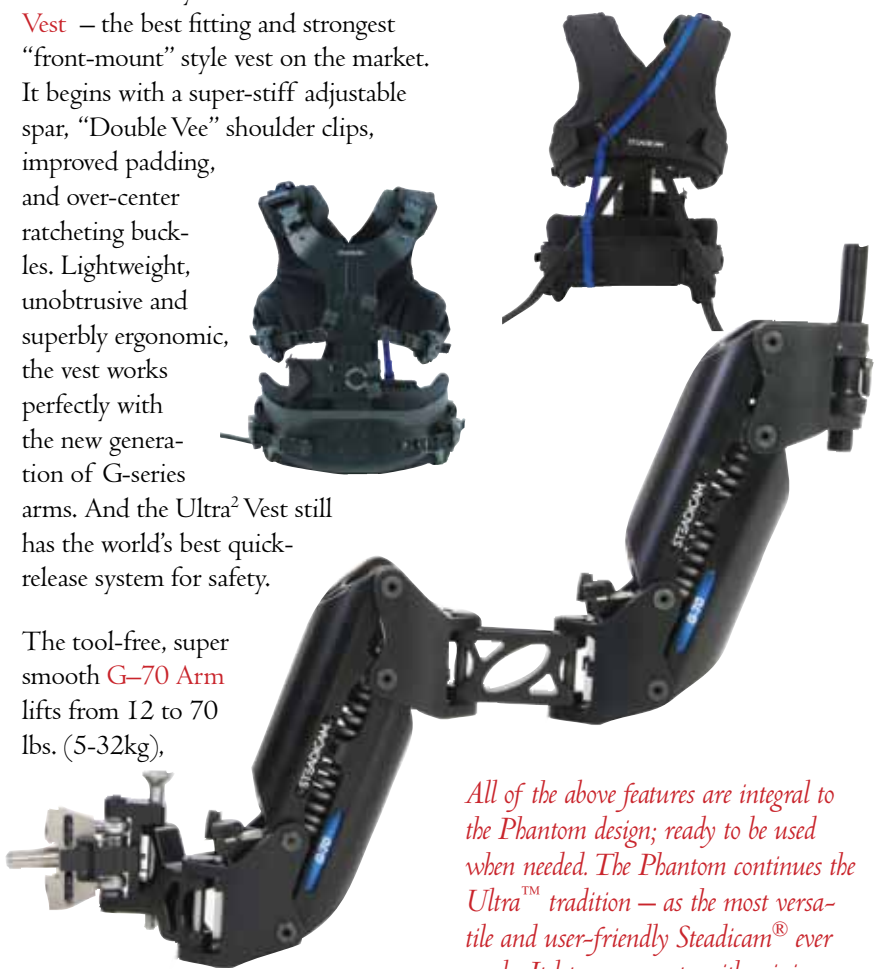 Vest – the best fitting and strongest
“front-mount” style vest on the market.
It begins with a super-stiff adjustable
spar, “Double Vee” shoulder clips,
improved padding,
and over-center
ratcheting buck-
les. Lightweight,
unobtrusive and
superbly ergonomic,
the vest works
perfectly with
the new genera-
tion of G-series
arms. And the Ultra² Vest still
has the world’s best quick-
release system for safety.
The tool-free, super
smooth G–70 Arm
lifts from 12 to 70
lbs. (5-32kg),
STEADICAM
STEADICAM
G-70
STEADICAM
G-70
All of the above features are integral to
the Phantom design; ready to be used
when needed. The Phantom continues the
Ultra™ tradition – as the most versa-
tile and user-friendly Steadicam® ever